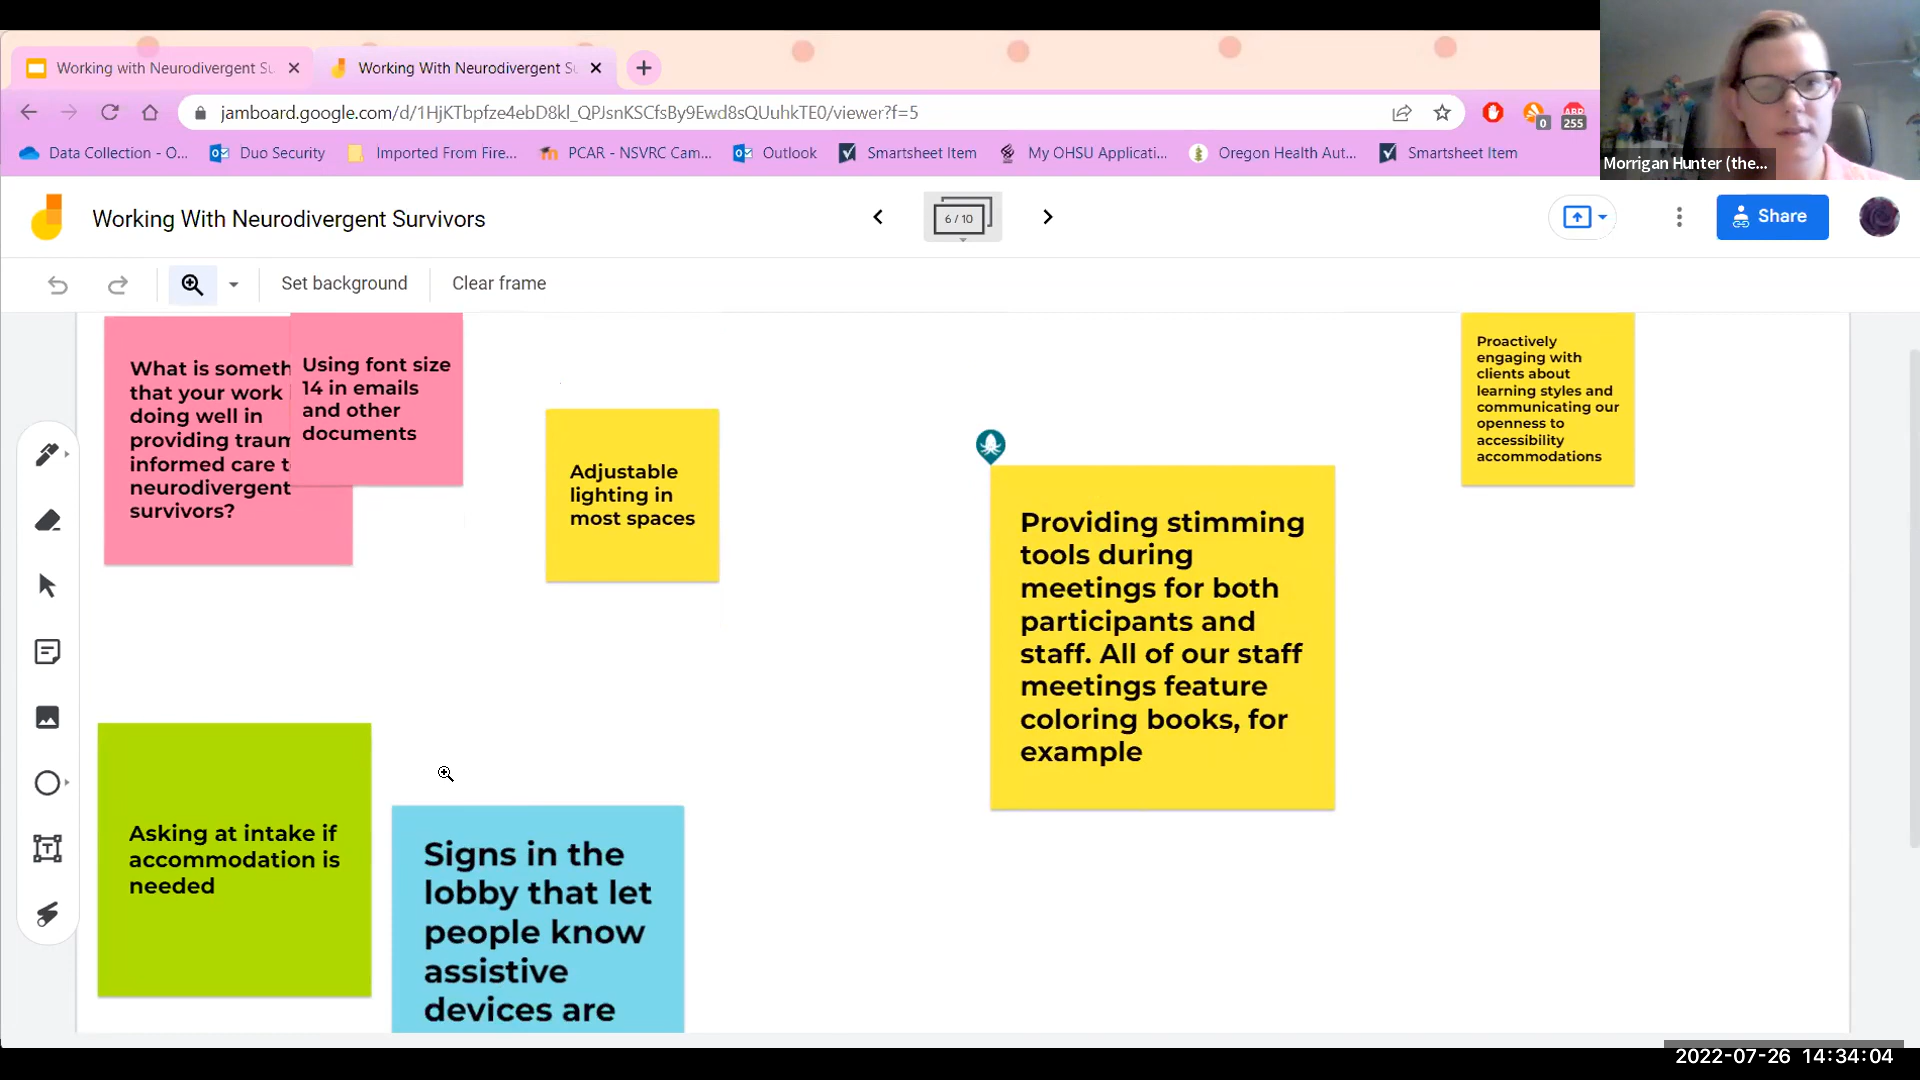 Working with Neurodivergent Su
Working With Neurodivergent Su
jamboard.google.com/d/1HjKTbpfze4ebD8kl_QPJsnKSCfsBy9Ewd8sQUuhkTE0/viewer?f=5
0
ABP
255
Data Collection - O...
Duo Security
Imported From Fire...
PCAR - NSVRC Cam...
Outlook
Smartsheet Item
My OHSU Applicati...
Oregon Health Aut...
Smartsheet Item
Morrigan Hunter (the...
Working With Neurodivergent Survivors
6 / 10
Share
Set background
Clear frame
What is someth
that your work
doing well in
providing traum
informed care t
neurodivergent
survivors?
Using font size
14 in emails
and other
documents
Adjustable
lighting in
most spaces
Providing stimming
tools during
meetings for both
participants and
staff. All of our staff
meetings feature
coloring books, for
example
Proactively
engaging with
clients about
learning styles and
communicating our
openness to
accessibility
accommodations
Asking at intake if
accommodation is
needed
Signs in the
lobby that let
people know
assistive
devices are
2022-07-26 14:34:04